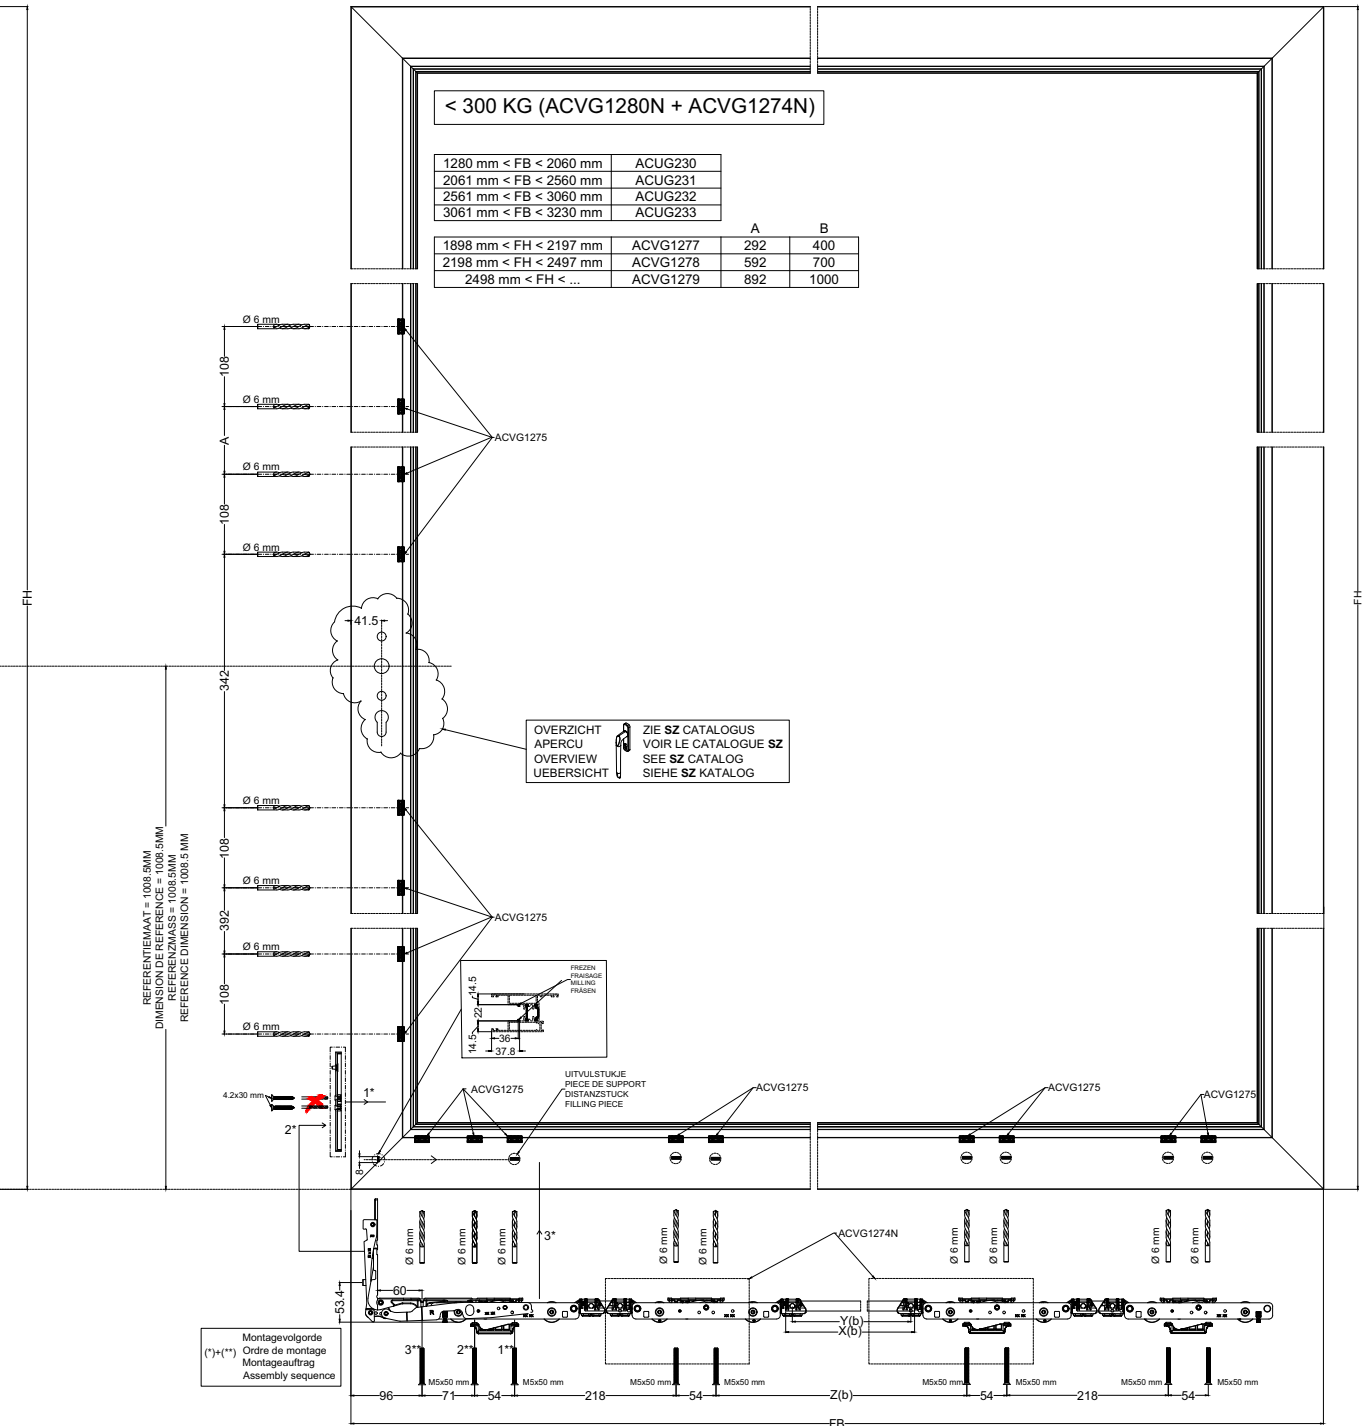 < 300 KG (ACVG1280N + ACVG1274N)
1280 mm < FB < 2060 mm ACUG230
2061 mm < FB < 2560 mm ACUG231
2561 mm < FB < 3060 mm ACUG232
3061 mm < FB < 3230 mm ACUG233
A B
1898 mm < FH < 2197 mm ACVG1277 292 400
2198 mm < FH < 2497 mm ACVG1278 592 700
2498 mm < FH < ... ACVG1279 892 1000
Ø 6 mm
108
Ø 6 mm
A
ACVG1275
Ø 6 mm
108
Ø 6 mm
FH
FH
41.5
342
OVERZICHT ZIE SZ CATALOGUS
APERCU VOIR LE CATALOGUE SZ
OVERVIEW SEE SZ CATALOG
UEBERSICHT SIEHE SZ KATALOG
Ø 6 mm
108
Ø 6 mm
392
ACVG1275
Ø 6 mm
108
Ø 6 mm
REFERENTIEMAAT = 1008.5MM
DIMENSION DE REFERENCE = 1008.5MM
REFERENZMASS = 1008.5MM
REFERENCE DIMENSION = 1008.5 MM
FREZEN
FRAISAGE
MILLING
FRÄSEN
14.5
22
14.5
36
37.8
UITVULSTUKJE
PIECE DE SUPPORT
DISTANZSTUCK
FILLING PIECE
ACVG1275
ACVG1275
ACVG1275
ACVG1275
4.2x30 mm
1*
2*
8
3*
Ø 6 mm
Ø 6 mm
Ø 6 mm
Ø 6 mm
Ø 6 mm
Ø 6 mm
Ø 6 mm
Ø 6 mm
Ø 6 mm
ACVG1274N
60
53.4
Y(b)
X(b)
(*)+(**)
Montagevolgorde
Ordre de montage
Montageauftrag
Assembly sequence
3** 2** 1**
M5x50 mm M5x50 mm M5x50 mm M5x50 mm M5x50 mm M5x50 mm M5x50 mm M5x50 mm
96 71 54 218 54 Z(b) 54 218 54
FB